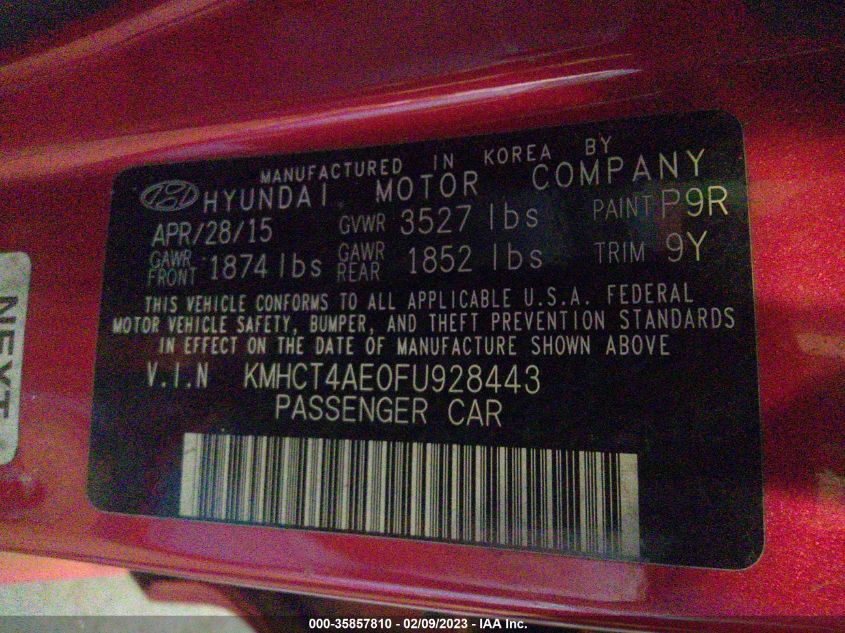 MANUFACTURED IN KOREA BY
HYUNDAI MOTOR COMPANY
APR/28/15 GVWR 3527 lbs PAINT P9R
GAWR FRONT 1874 lbs GAWR REAR 1852 lbs TRIM 9Y
THIS VEHICLE CONFORMS TO ALL APPLICABLE U.S.A. FEDERAL
MOTOR VEHICLE SAFETY, BUMPER, AND THEFT PREVENTION STANDARDS
IN EFFECT ON THE DATE OF MANUFACTURE SHOWN ABOVE
V.I.N KMHCT4AE0FU928443
PASSENGER CAR
NEXT
000-35857810 - 02/09/2023 - IAA Inc.